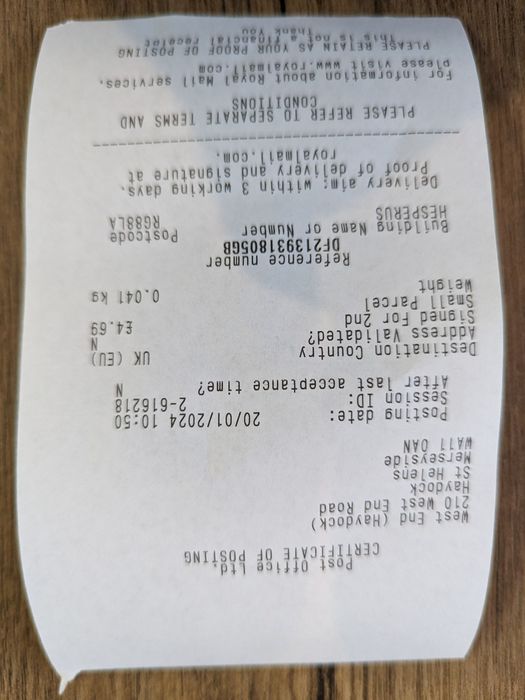 Post Office Ltd.
CERTIFICATE OF POSTING
West End (Haydock)
210 West End Road
Haydock
St Helens
Merseyside
WA11 0AN
Posting date: 20/01/2024 10:50
Session ID: 2-616218
After last acceptance time? N
Destination Country UK (EU)
Address Validated? N
Signed For 2nd £4.69
Small Parcel
Weight 0.041 kg
Reference number
DF213931805GB
Building Name or Number Postcode
HESPERUS RG88LA
Delivery aim: within 3 working days.
Proof of delivery and signature at
royalmail.com.
PLEASE REFER TO SEPARATE TERMS AND
CONDITIONS
For information about Royal Mail services,
please visit www.royalmail.com
PLEASE RETAIN AS YOUR PROOF OF POSTING
This is not a financial receipt
Thank You